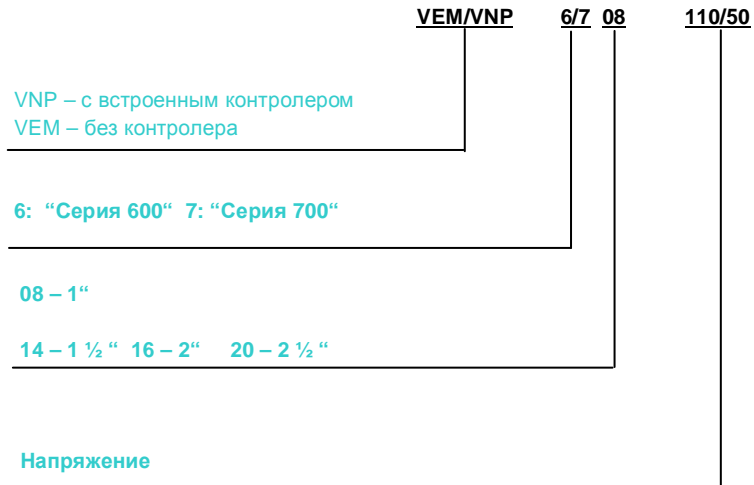 VEM/VNP 6/7 08 110/50
VNP – с встроенным контролером
VEM – без контролера
6: “Серия 600“ 7: “Серия 700“
08 – 1“
14 – 1 ½ “ 16 – 2“ 20 – 2 ½ “
Напряжение